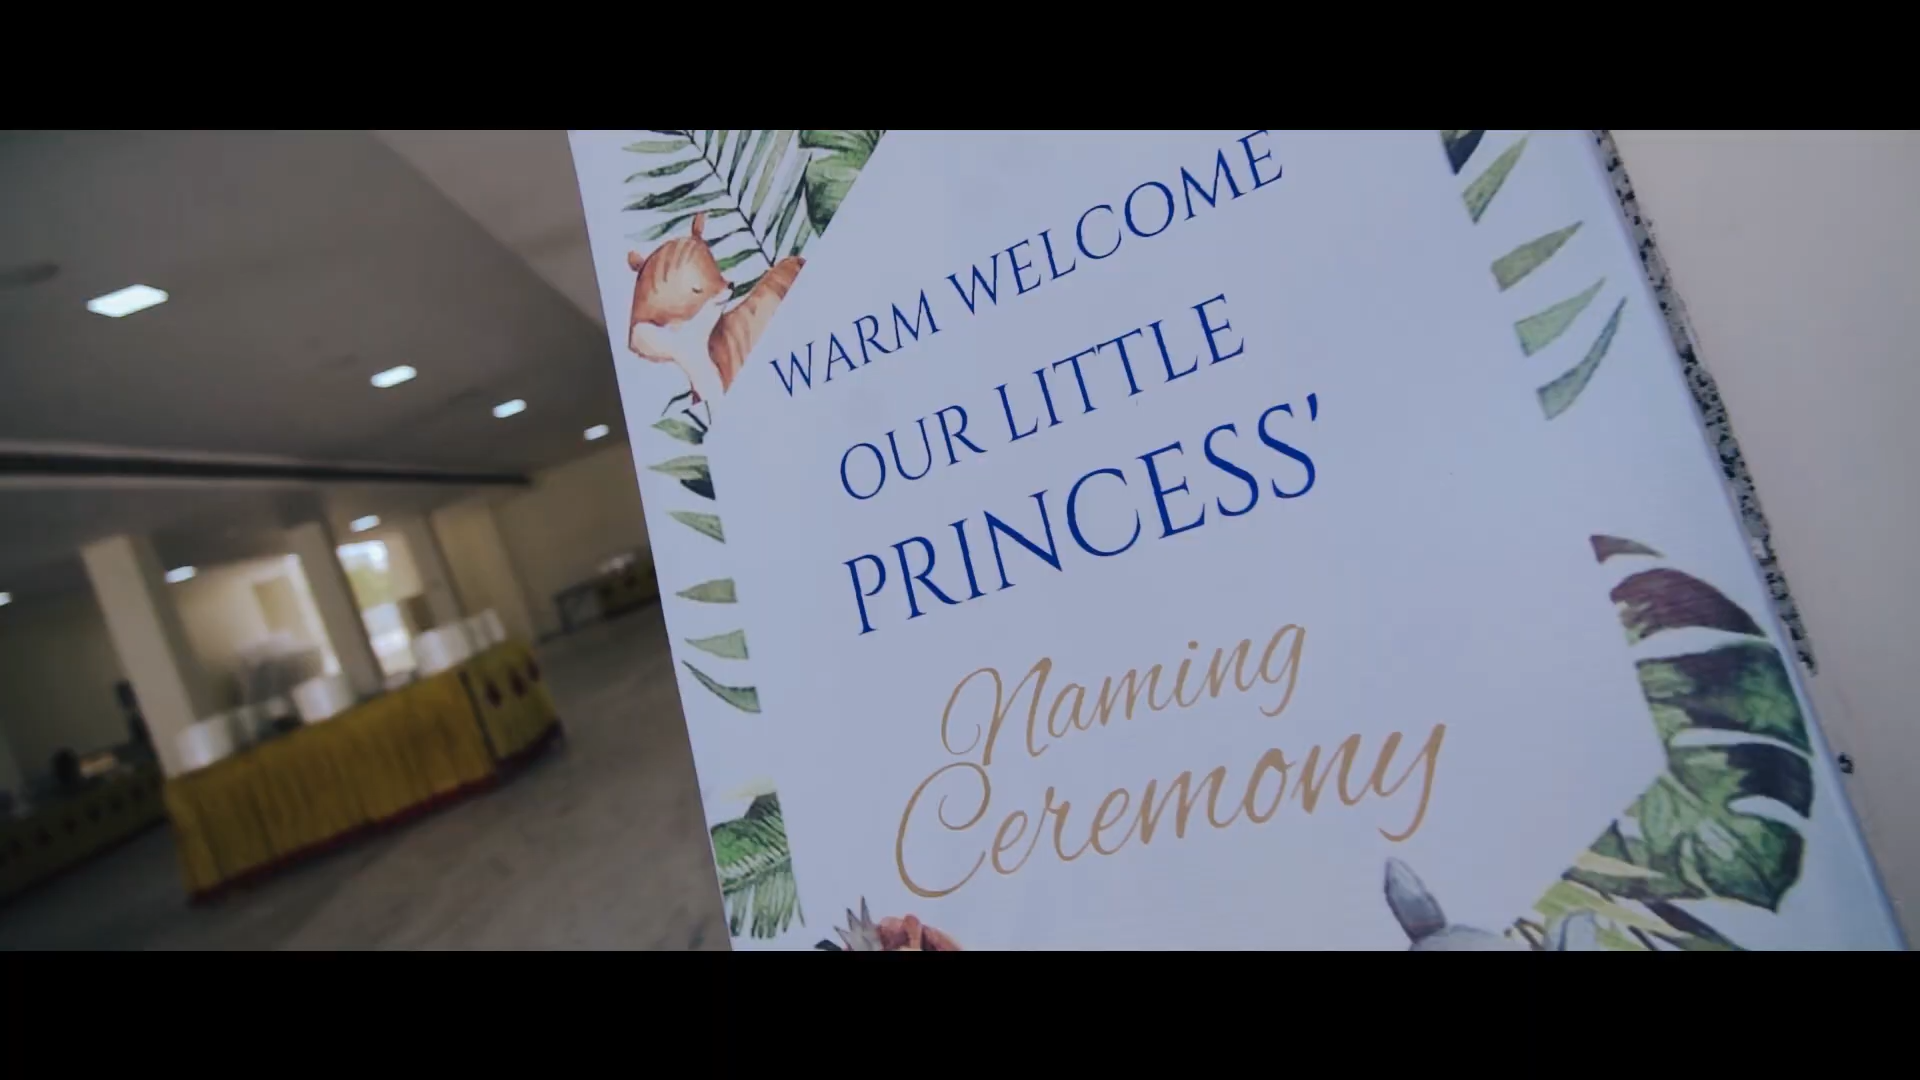 WARM WELCOME
OUR LITTLE
PRINCESS'
Naming
Ceremony